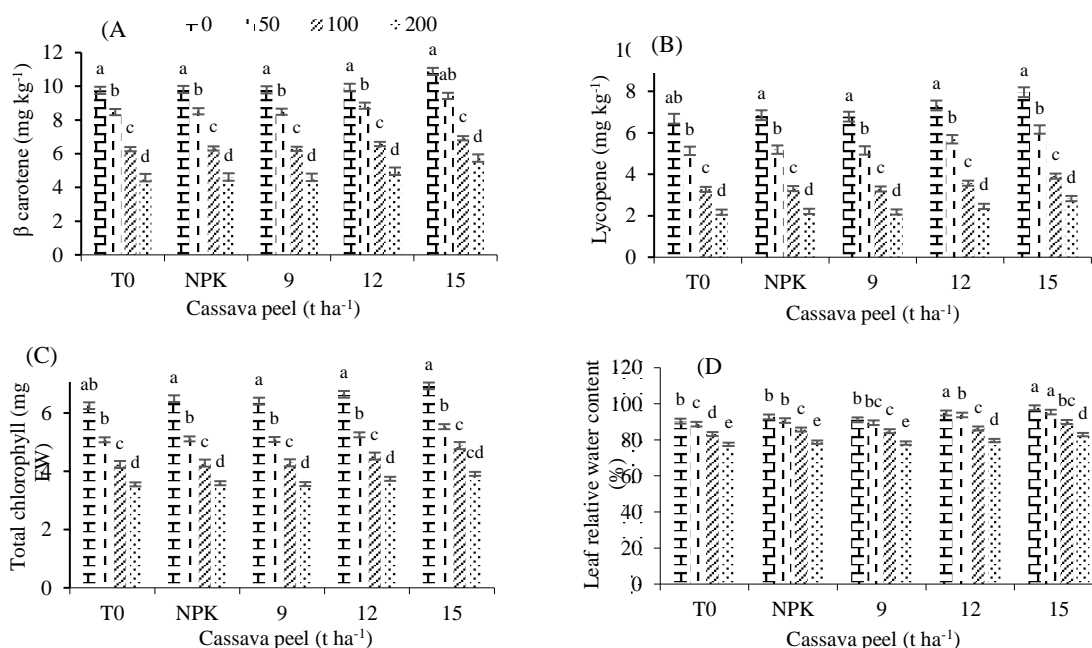 (A
0 50 100 200
12
10
8
6
4
2
0
β carotene (mg kg⁻¹)
a b c d a b c d a b c d a b c d a ab c d
T0 NPK 9 12 15
Cassava peel (t ha⁻¹)
(B)
8
6
4
2
0
Lycopene (mg kg⁻¹)
ab b c d a b c d a b c d a b c d a b c d
T0 NPK 9 12 15
Cassava peel (t ha⁻¹)
(C)
6
4
2
0
Total chlorophyll (mg
FW)
ab b c d a b c d a b c d a b c d a b c cd
T0 NPK 9 12 15
Cassava peel (t ha⁻¹)
(D
120
100
80
60
40
20
0
Leaf relative water content
(%)
b c d e b b c e b bc c e a b c d a a bc d
T0 NPK 9 12 15
Cassava peel (t ha⁻¹)